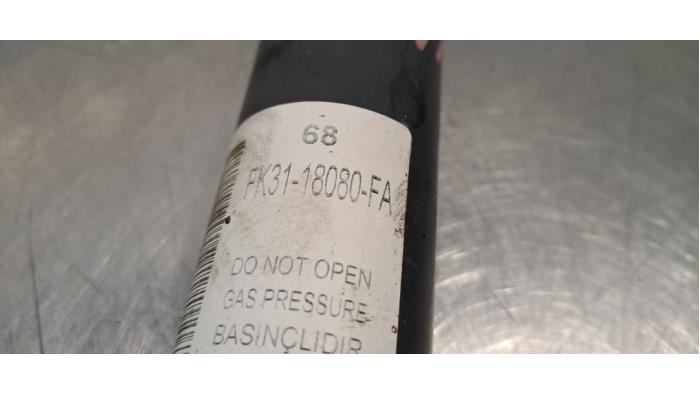 68
FK31-18080-FA
DO NOT OPEN
GAS PRESSURE
BASINÇLIDIR